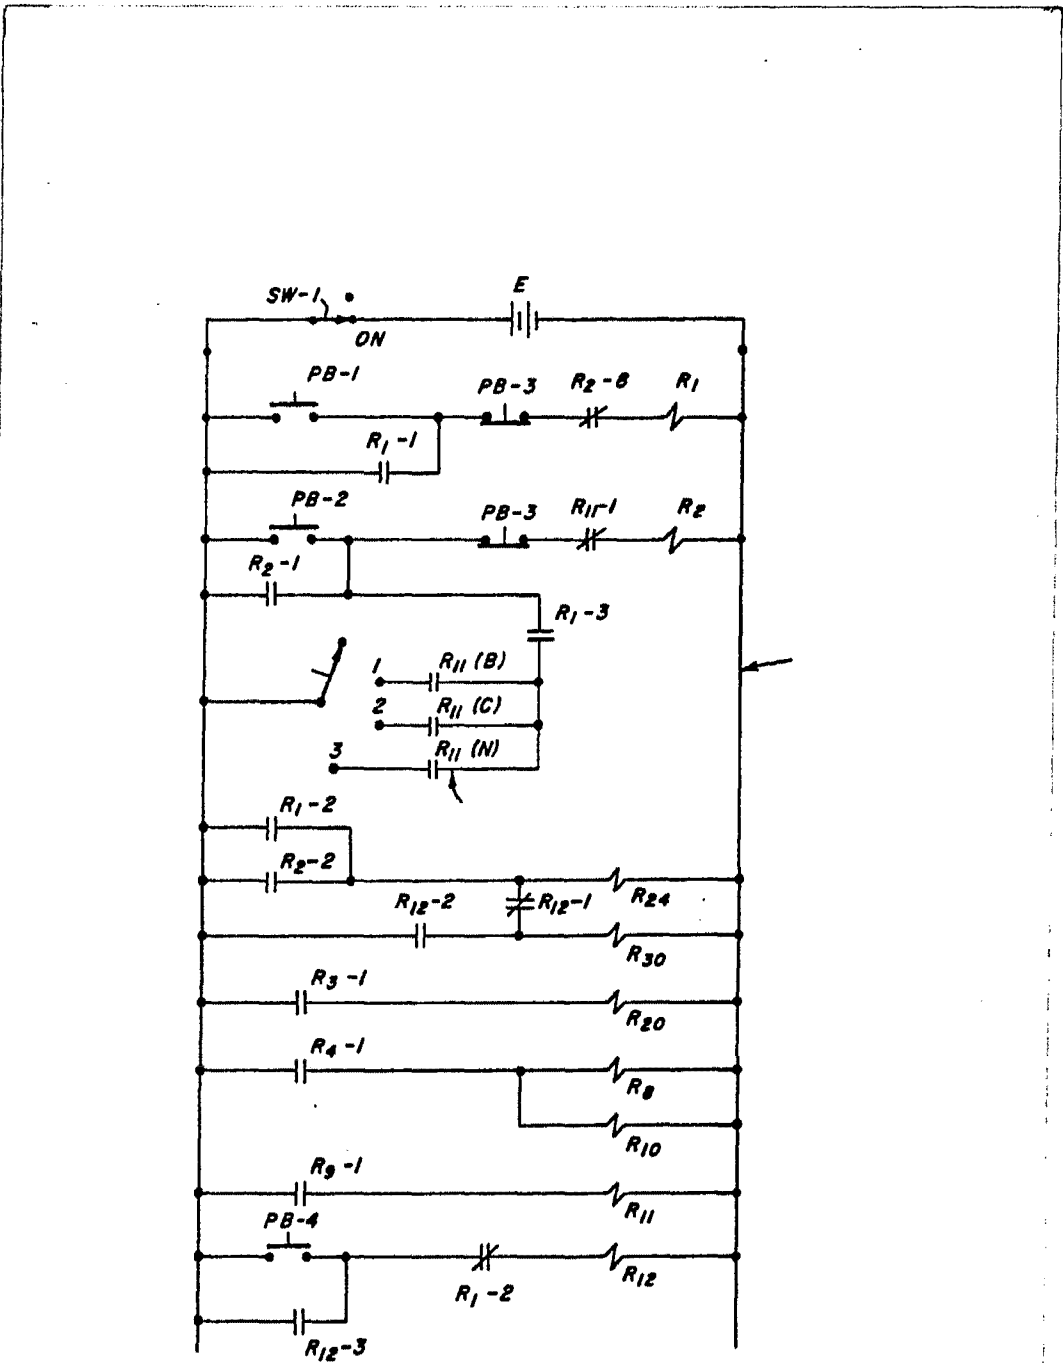 SW-1 E
ON
PB-1 PB-3 R2-8 R1
R1-1
PB-2 PB-3 R11-1 R2
R2-1
R1-3
1 R11 (B)
2 R11 (C)
3 R11 (N)
R1-2
R2-2
R24
R12-2 R12-1
R30
R3-1
R20
R4-1
R8
R10
R9-1
R11
PB-4
R12
R1-2
R12-3